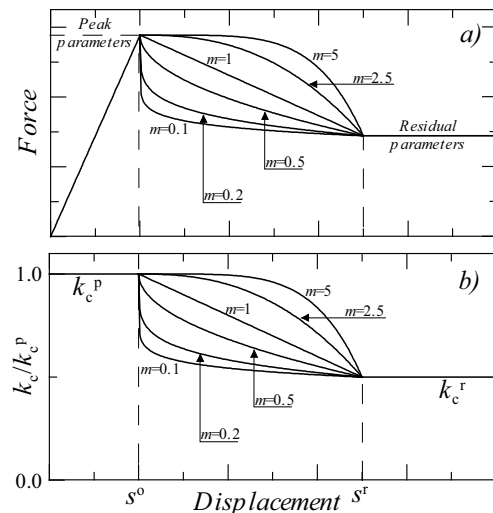 Peak
parameters
a)
m=5
m=1
m=2.5
Force
m=0.1
Residual
parameters
m=0.5
m=0.2
1.0
k_c^p
b)
m=5
m=1
m=2.5
k_c/k_c^p
m=0.1
k_c^r
m=0.5
m=0.2
0.0
s^o Displacement s^r